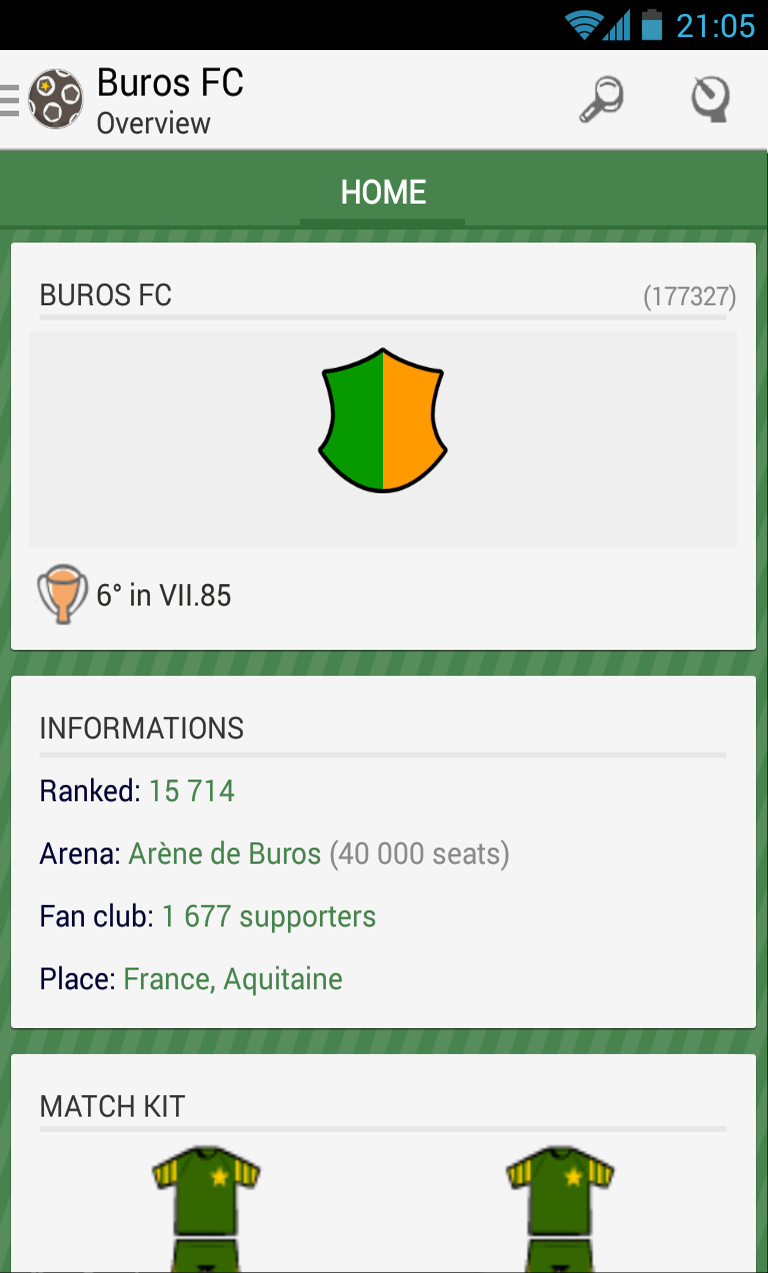 21:05
Buros FC
Overview
HOME
BUROS FC (177327)
6° in VII.85
INFORMATIONS
Ranked: 15 714
Arena: Arène de Buros (40 000 seats)
Fan club: 1 677 supporters
Place: France, Aquitaine
MATCH KIT